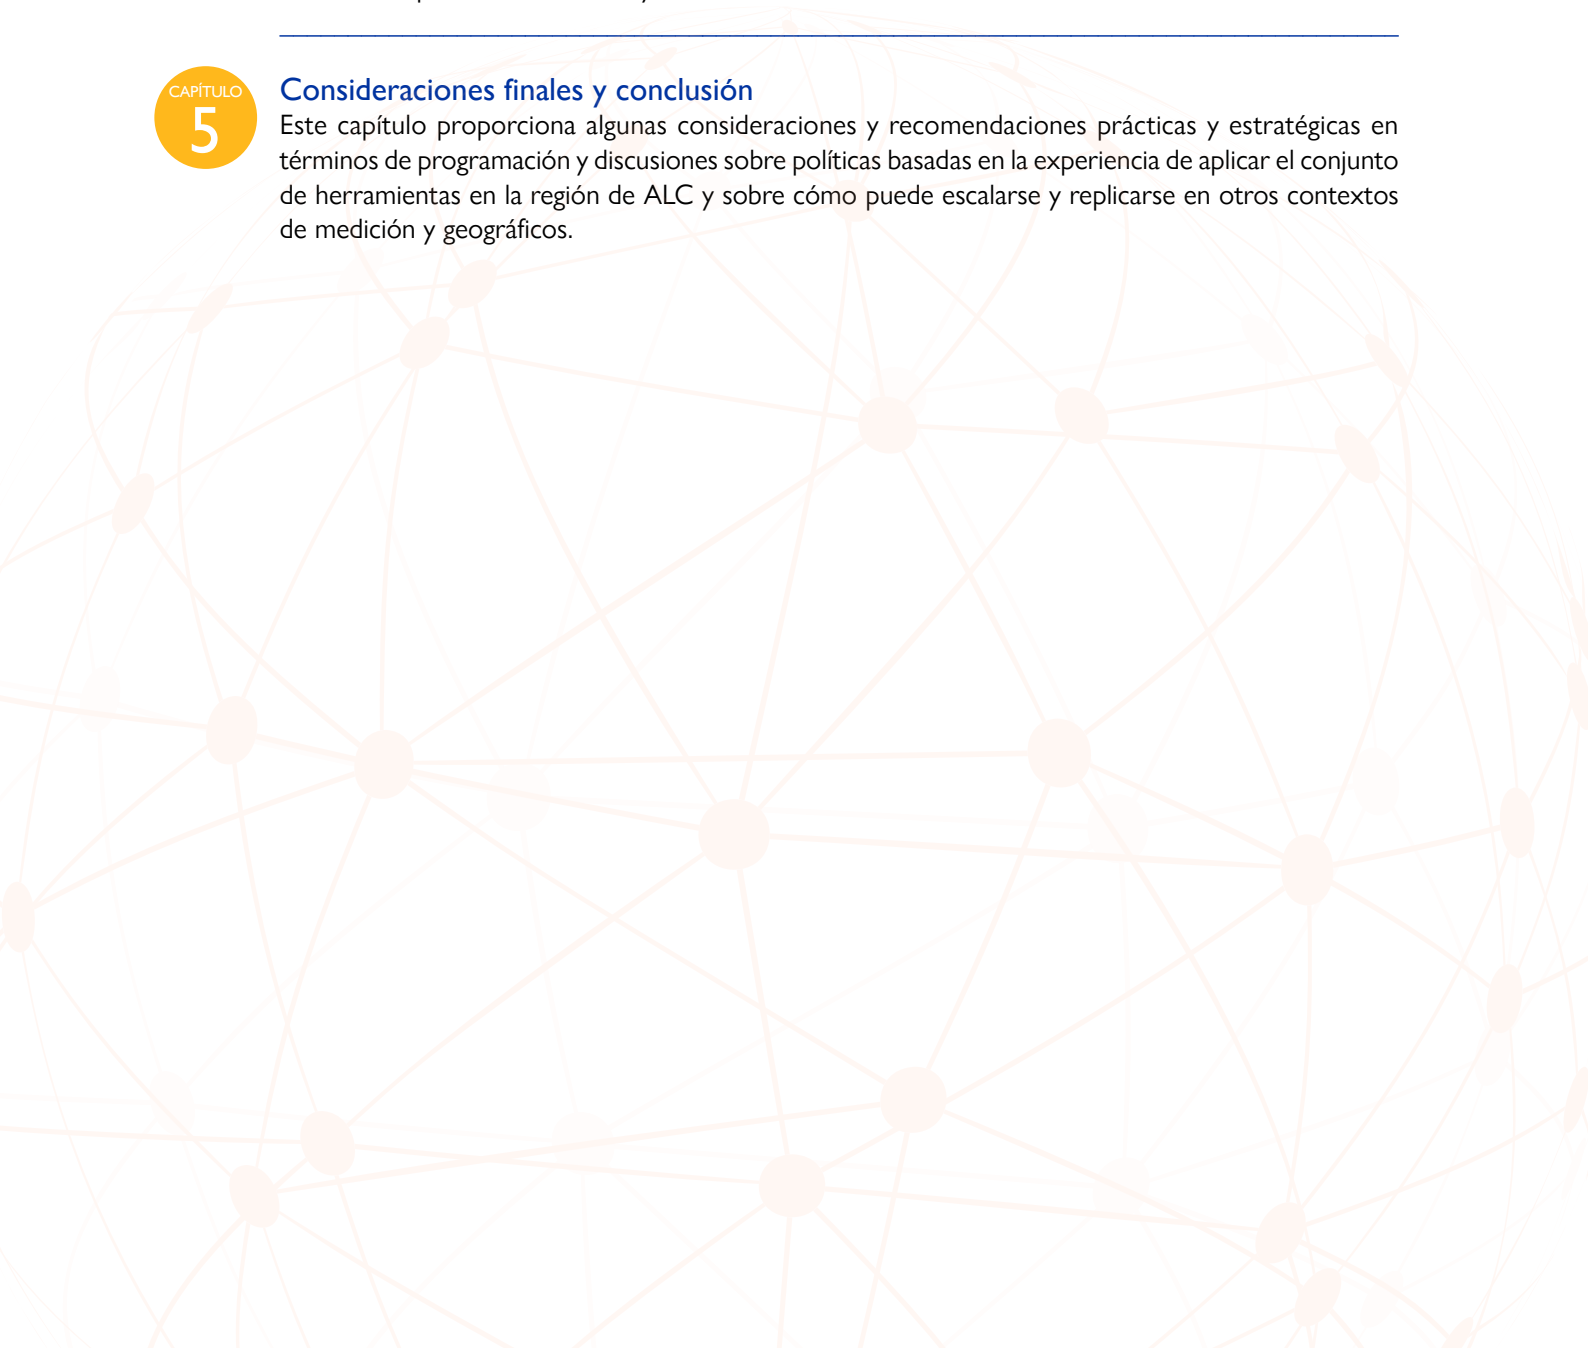 CAPÍTULO
5
Consideraciones finales y conclusión
Este capítulo proporciona algunas consideraciones y recomendaciones prácticas y estratégicas en
términos de programación y discusiones sobre políticas basadas en la experiencia de aplicar el conjunto
de herramientas en la región de ALC y sobre cómo puede escalarse y replicarse en otros contextos
de medición y geográficos.